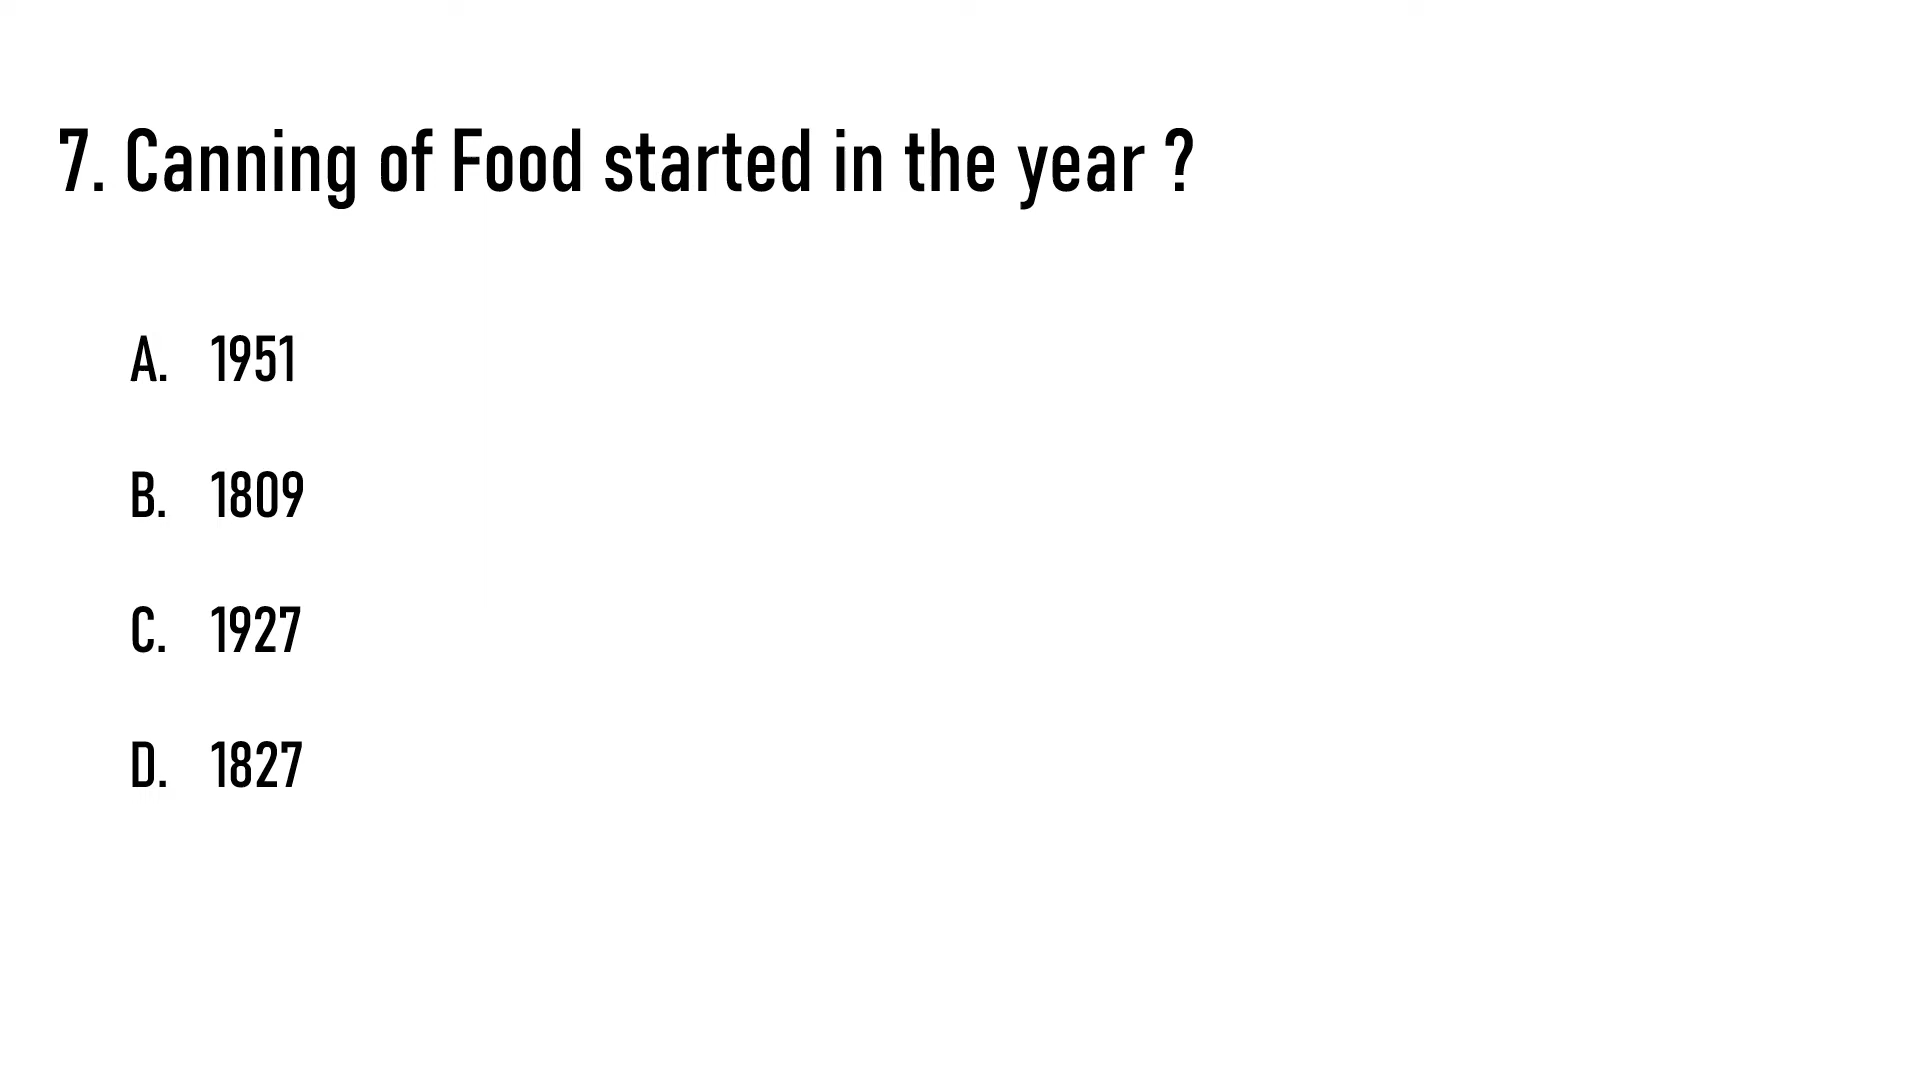 7. Canning of Food started in the year ?
A. 1951
B. 1809
C. 1927
D. 1827